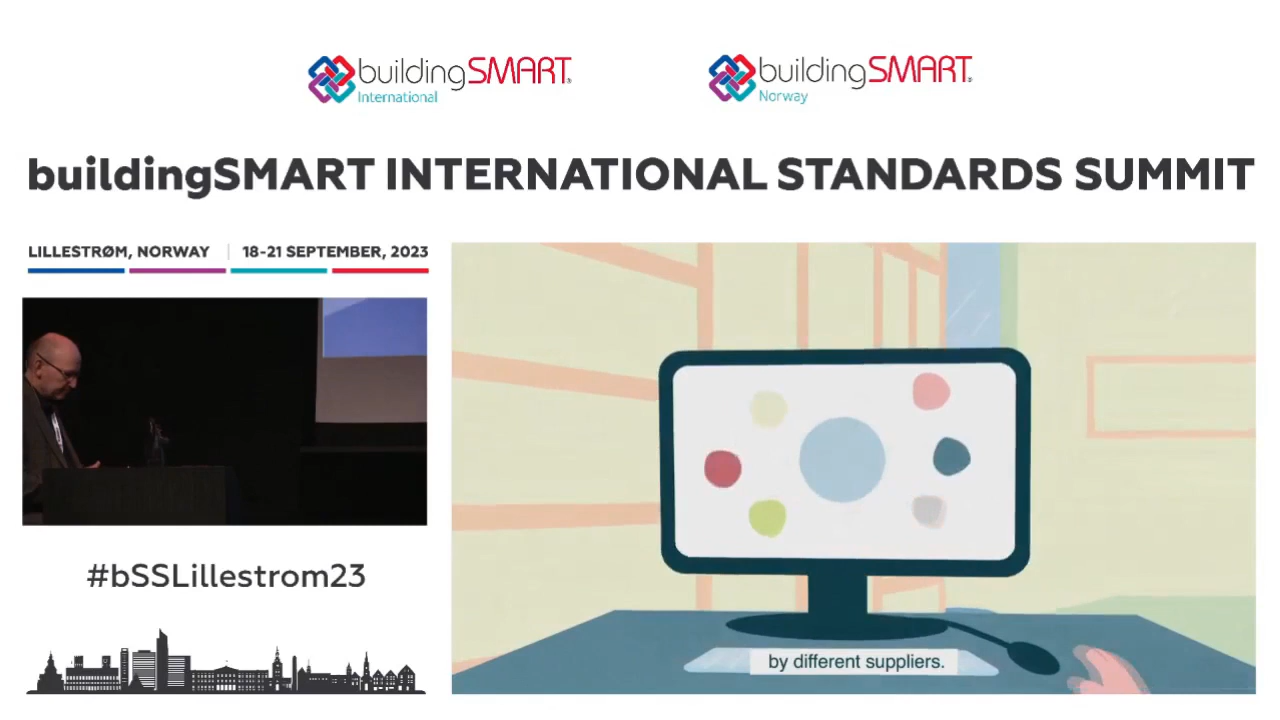 buildingSMART®
International
buildingSMART®
Norway
buildingSMART INTERNATIONAL STANDARDS SUMMIT
LILLESTRØM, NORWAY | 18-21 SEPTEMBER, 2023
#bSSLillestrom23
by different suppliers.